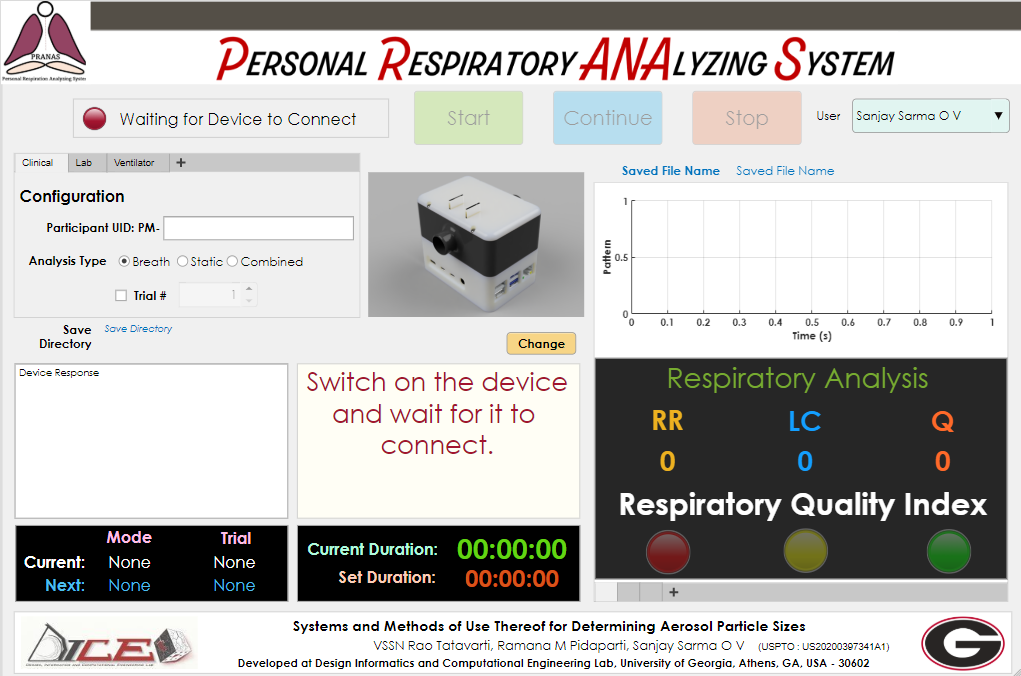 PRANAS
Personal Respiration Analyzing System
PERSONAL RESPIRATORY ANALYZING SYSTEM
Waiting for Device to Connect
Start
Continue
Stop
User
Sanjay Sarma O V
Clinical
Lab
Ventilator
+
Configuration
Participant UID: PM-
Analysis Type
Breath
Static
Combined
Trial #
1
Save
Directory
Save Directory
Change
Saved File Name
Saved File Name
Pattern
1
0.5
0
0 0.1 0.2 0.3 0.4 0.5 0.6 0.7 0.8 0.9 1
Time (s)
Device Response
Switch on the device
and wait for it to
connect.
Respiratory Analysis
RR LC Q
0 0 0
Respiratory Quality Index
+
Mode Trial
Current: None None
Next: None None
Current Duration: 00:00:00
Set Duration: 00:00:00
DICE
Design, Informatics and Computational Engineering Lab
Systems and Methods of Use Thereof for Determining Aerosol Particle Sizes
VSSN Rao Tatavarti, Ramana M Pidaparti, Sanjay Sarma O V (USPTO : US20200397341A1)
Developed at Design Informatics and Computational Engineering Lab, University of Georgia, Athens, GA, USA - 30602
G